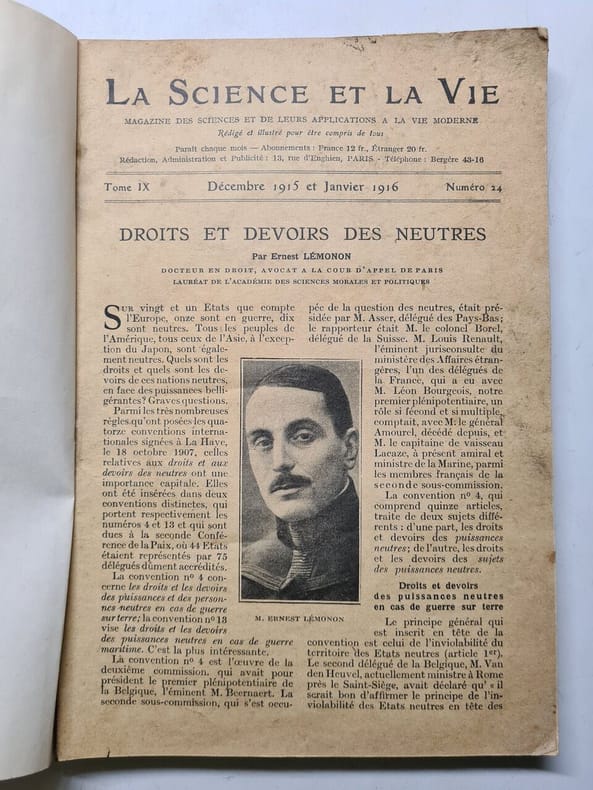 LA SCIENCE ET LA VIE
MAGAZINE DES SCIENCES ET DE LEURS APPLICATIONS A LA VIE MODERNE
Rédigé et illustré pour être compris de tous
Paraît chaque mois — Abonnements : France 12 fr., Étranger 20 fr.
Rédaction, Administration et Publicité : 13, rue d'Enghien, PARIS - Téléphone : Bergère 43-16
Tome IX Décembre 1915 et Janvier 1916 Numéro 24
DROITS ET DEVOIRS DES NEUTRES
Par Ernest LÉMONON
DOCTEUR EN DROIT, AVOCAT A LA COUR D'APPEL DE PARIS
LAURÉAT DE L'ACADÉMIE DES SCIENCES MORALES ET POLITIQUES
SUR vingt et un Etats que compte
l'Europe, onze sont en guerre, dix
sont neutres. Tous les peuples de
l'Amérique, tous ceux de l'Asie, à l'excep-
tion du Japon, sont égale-
ment neutres. Quels sont les
droits et quels sont les de-
voirs de ces nations neutres,
en face des puissances belli-
gérantes? Graves questions.
Parmi les très nombreuses
règles qu'ont posées les qua-
torze conventions interna-
tionales signées à La Haye,
le 18 octobre 1907, celles
relatives aux droits et aux
devoirs des neutres ont une
importance capitale. Elles
ont été insérées dans deux
conventions distinctes, qui
portent respectivement les
numéros 4 et 13 et qui sont
dues à la seconde Confé-
rence de la Paix, où 44 Etats
étaient représentés par 75
délégués dûment accrédités.
La convention nº 4 con-
cerne les droits et les devoirs
des puissances et des person-
nes neutres en cas de guerre
sur terre; la convention nº 13
vise les droits et les devoirs
des puissances neutres en cas de guerre
maritime. C'est la plus intéressante.
La convention nº 4 est l'œuvre de la
deuxième commission, qui avait pour
président le premier plénipotentiaire de
la Belgique, l'éminent M. Beernaert. La
seconde sous-commission, qui s'est occu-
M. ERNEST LÉMONON
pée de la question des neutres, était pré-
sidée par M. Asser, délégué des Pays-Bas;
le rapporteur était M. le colonel Borel,
délégué de la Suisse. M. Louis Renault,
l'éminent jurisconsulte du
ministère des Affaires étran-
gères, l'un des délégués de
la France, qui a eu avec
M. Léon Bourgeois, notre
premier plénipotentiaire, un
rôle si fécond et si multiple,
comptait, avec M. le général
Amourel, décédé depuis, et
M. le capitaine de vaisseau
Lacaze, à présent amiral et
ministre de la Marine, parmi
les membres français de la
seconde sous-commission.
La convention nº 4, qui
comprend quinze articles,
traite de deux sujets diffé-
rents : d'une part, les droits
et devoirs des puissances
neutres; de l'autre, les droits
et les devoirs des sujets
des puissances neutres.
Droits et devoirs
des puissances neutres
en cas de guerre sur terre
Le principe général qui
est inscrit en tête de la
convention est celui de l'inviolabilité du
territoire des Etats neutres (article 1er).
Le second délégué de la Belgique, M. Van
den Heuvel, actuellement ministre à Rome
près le Saint-Siège, avait déclaré qu' « il
serait bon d'affirmer le principe de l'in-
violabilité des Etats neutres en tête des